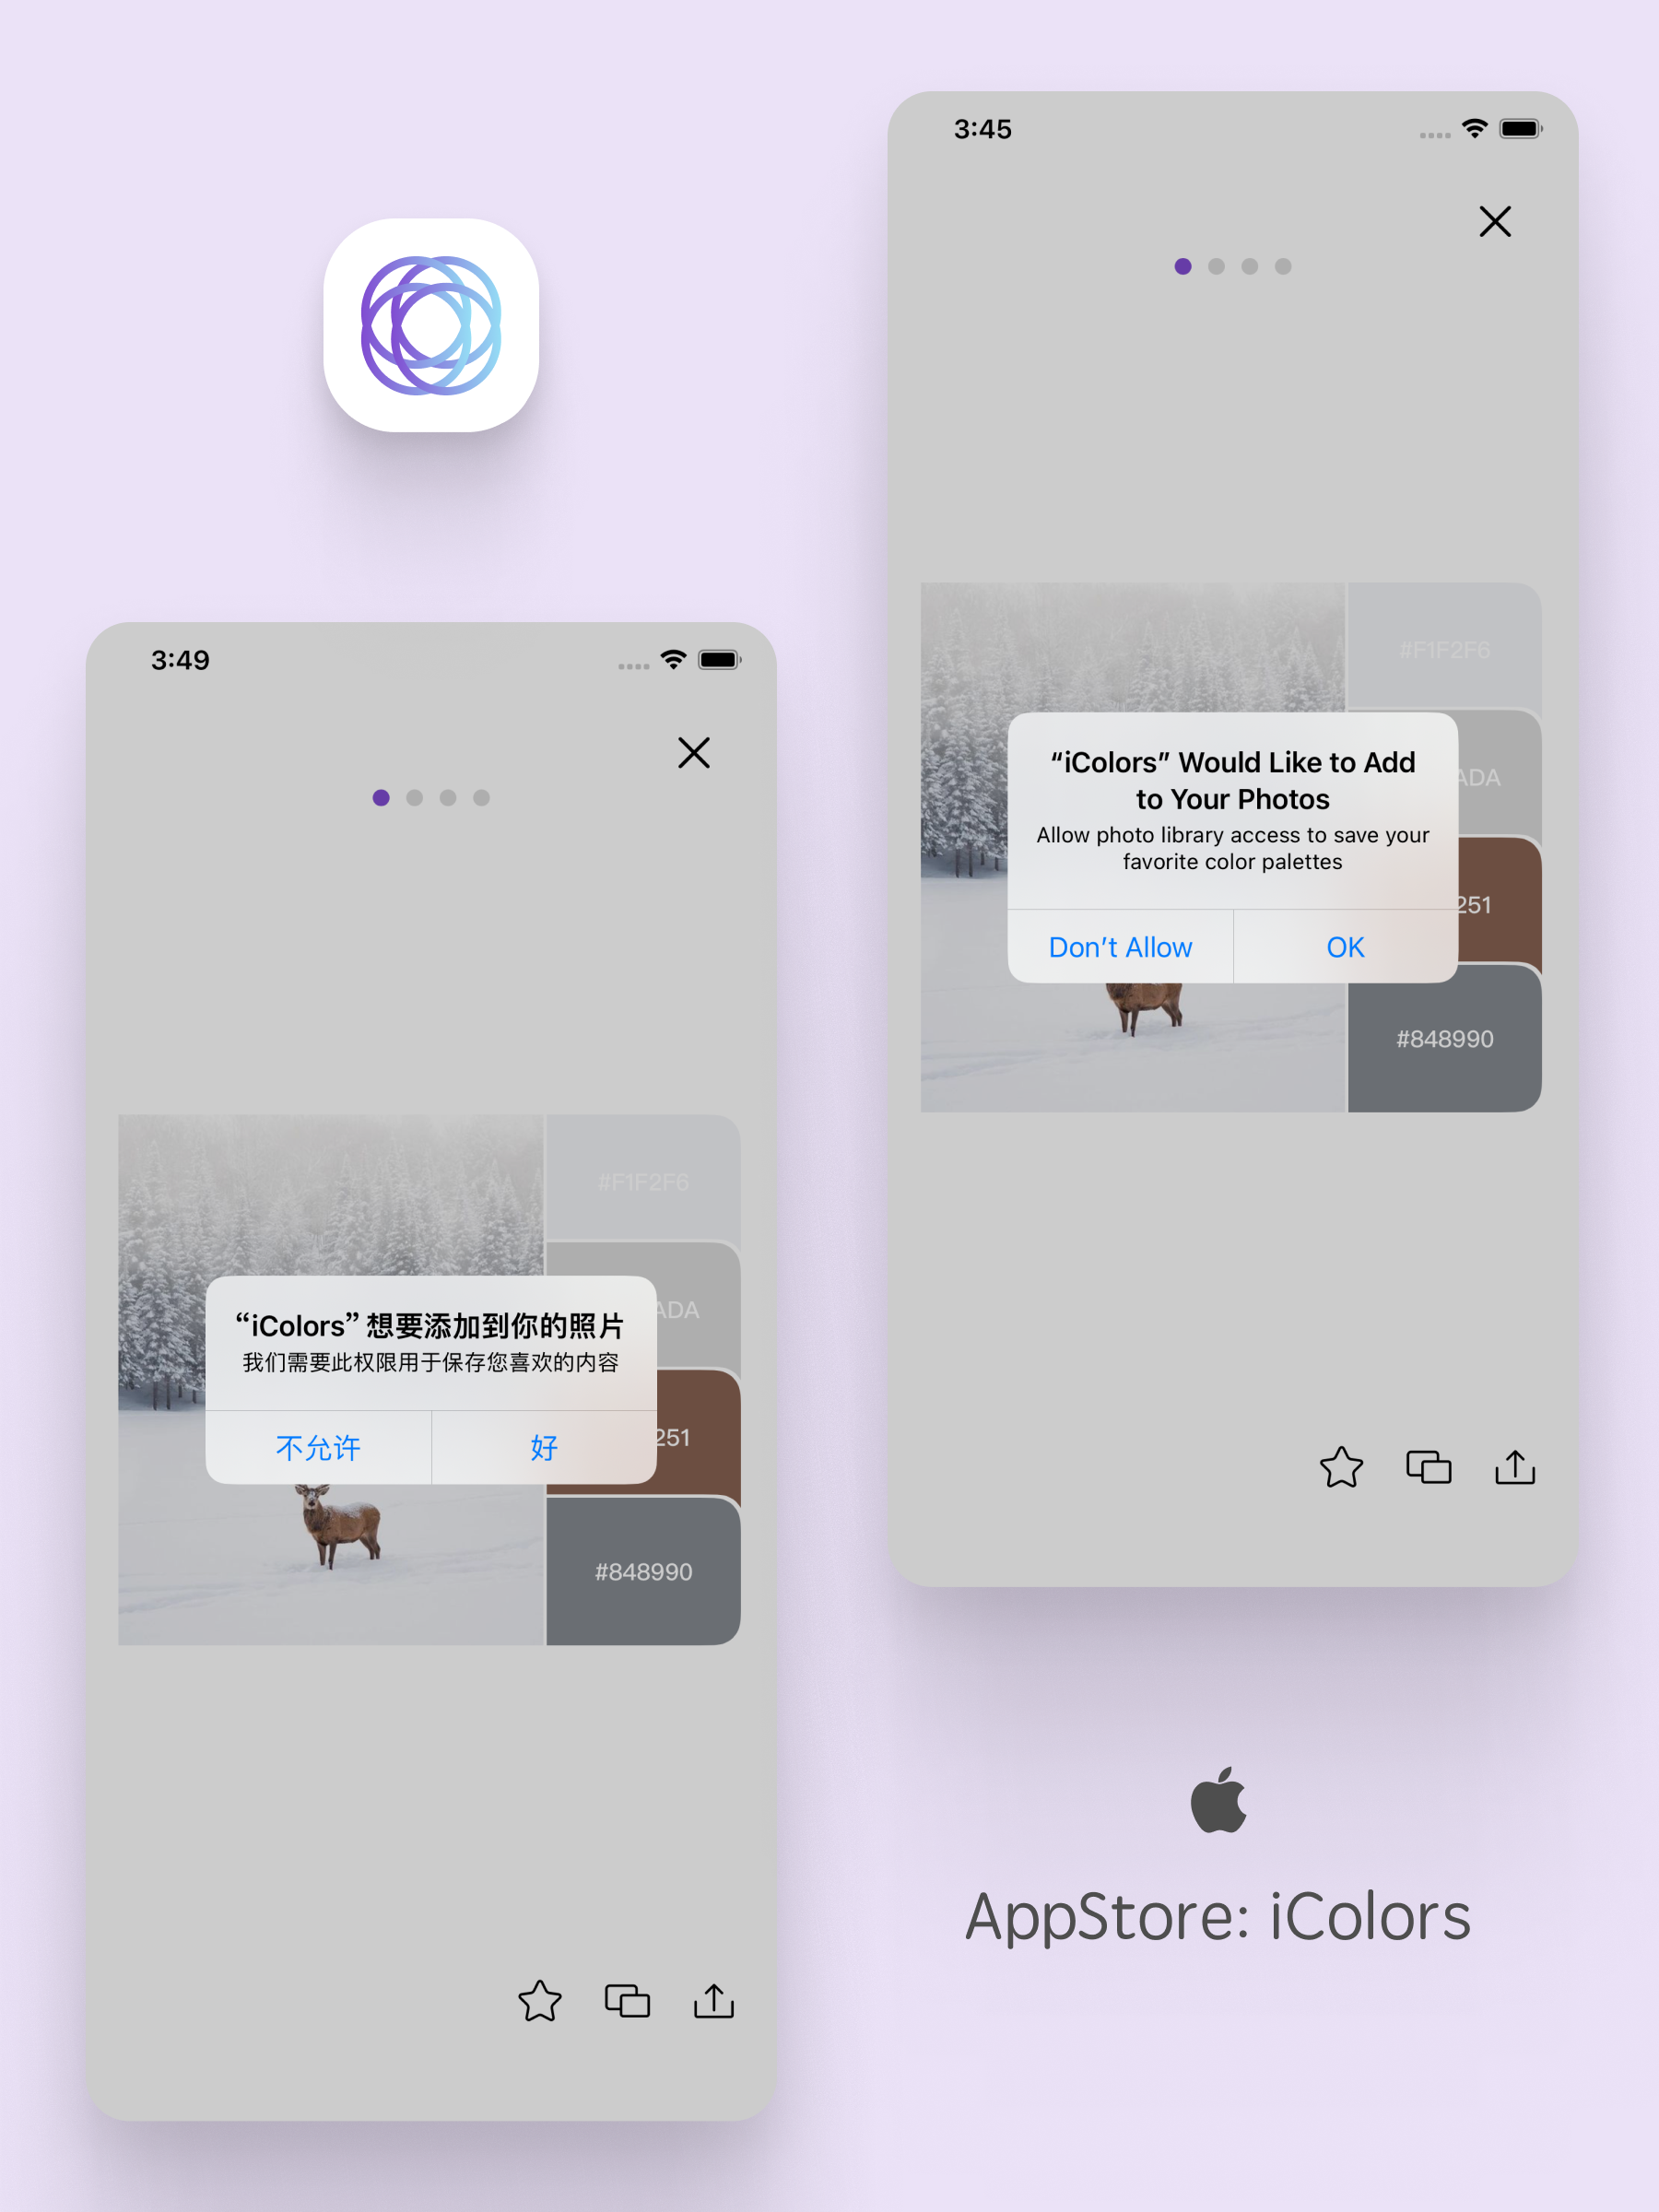 3:45
#F1F2F6
ADA
“iColors” Would Like to Add
to Your Photos
Allow photo library access to save your
favorite color palettes
251
Don’t Allow
OK
#848990
3:49
#F1F2F6
ADA
“iColors” 想要添加到你的照片
我们需要此权限用于保存您喜欢的内容
251
不允许
好
#848990
AppStore: iColors